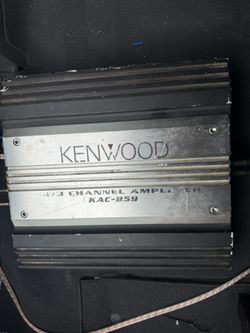 KENWOOD
4/3 CHANNEL AMPLIFIER
KAC-859